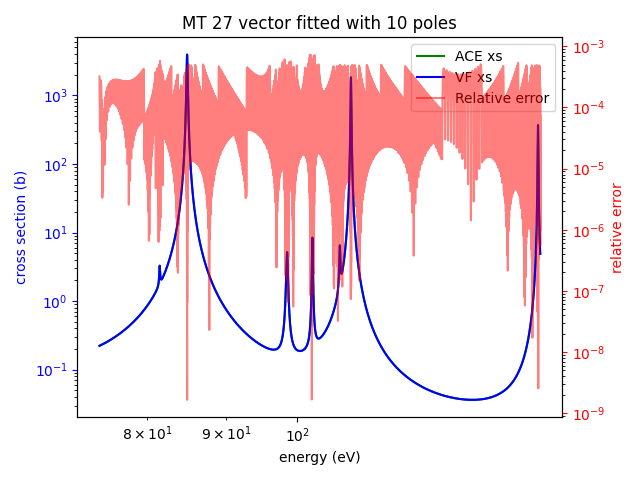 MT 27 vector fitted with 10 poles
ACE xs
VF xs
Relative error
10³
10²
10¹
10⁰
10⁻¹
cross section (b)
10⁻³
10⁻⁴
10⁻⁵
10⁻⁶
10⁻⁷
10⁻⁸
10⁻⁹
relative error
8 × 10¹
9 × 10¹
10²
energy (eV)